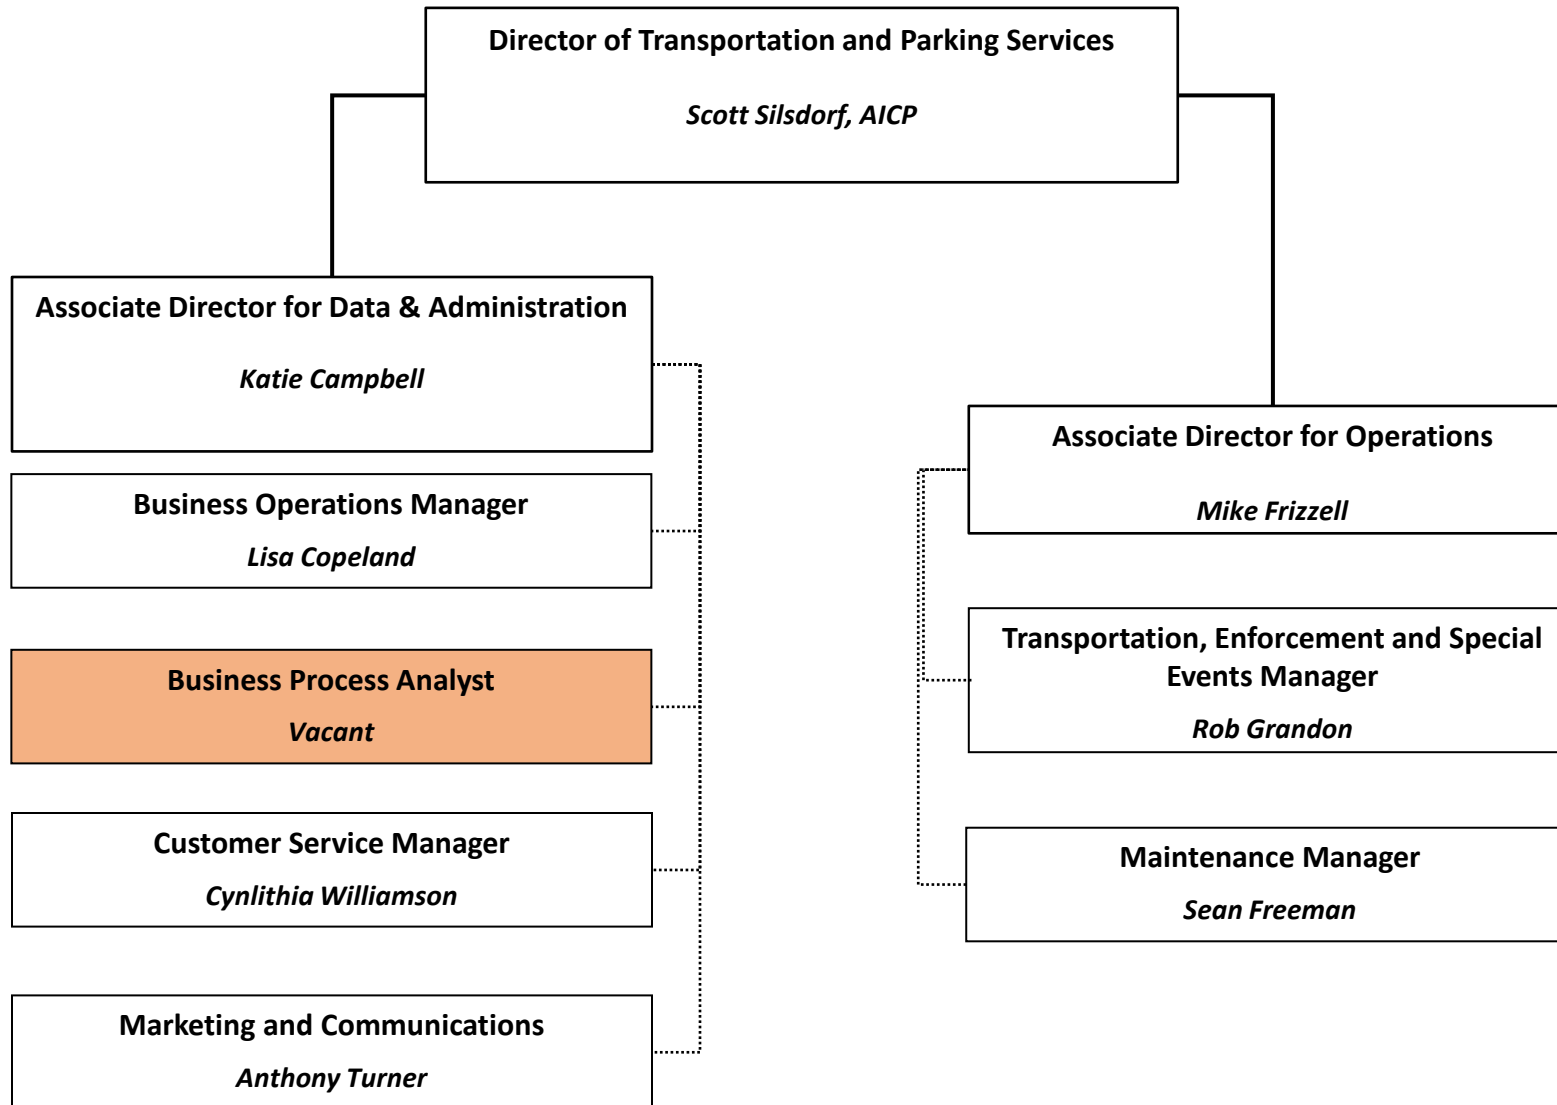 Director of Transportation and Parking Services
Scott Silsdorf, AICP
Associate Director for Data & Administration
Katie Campbell
Business Operations Manager
Lisa Copeland
Business Process Analyst
Vacant
Customer Service Manager
Cynlithia Williamson
Marketing and Communications
Anthony Turner
Associate Director for Operations
Mike Frizzell
Transportation, Enforcement and Special
Events Manager
Rob Grandon
Maintenance Manager
Sean Freeman